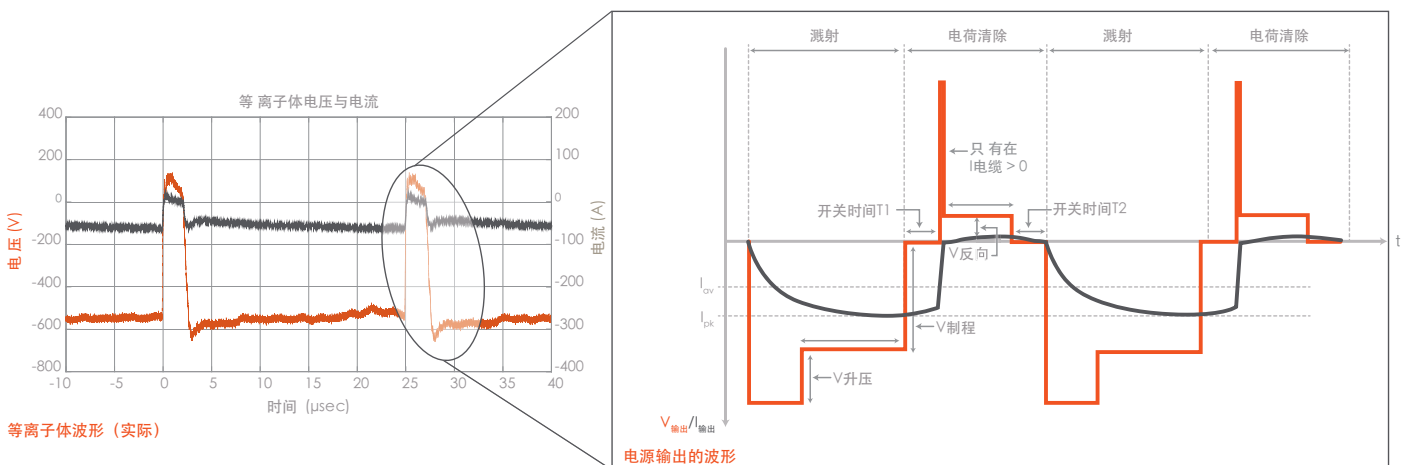 等 离子体电压与电流
400
200
0
-200
-400
-600
-800
200
100
0
-100
-200
-300
-400
-10
-5
0
5
10
15
20
25
30
35
40
电压 (V)
电流 (A)
时间 (µsec)
等离子体波形（实际）
溅射
电荷清除
溅射
电荷清除
只 有在
I电缆 > 0
开关时间T1
开关时间T2
V反向
t
Iav
Ipk
V制程
V升压
V输出/I输出
电源输出的波形